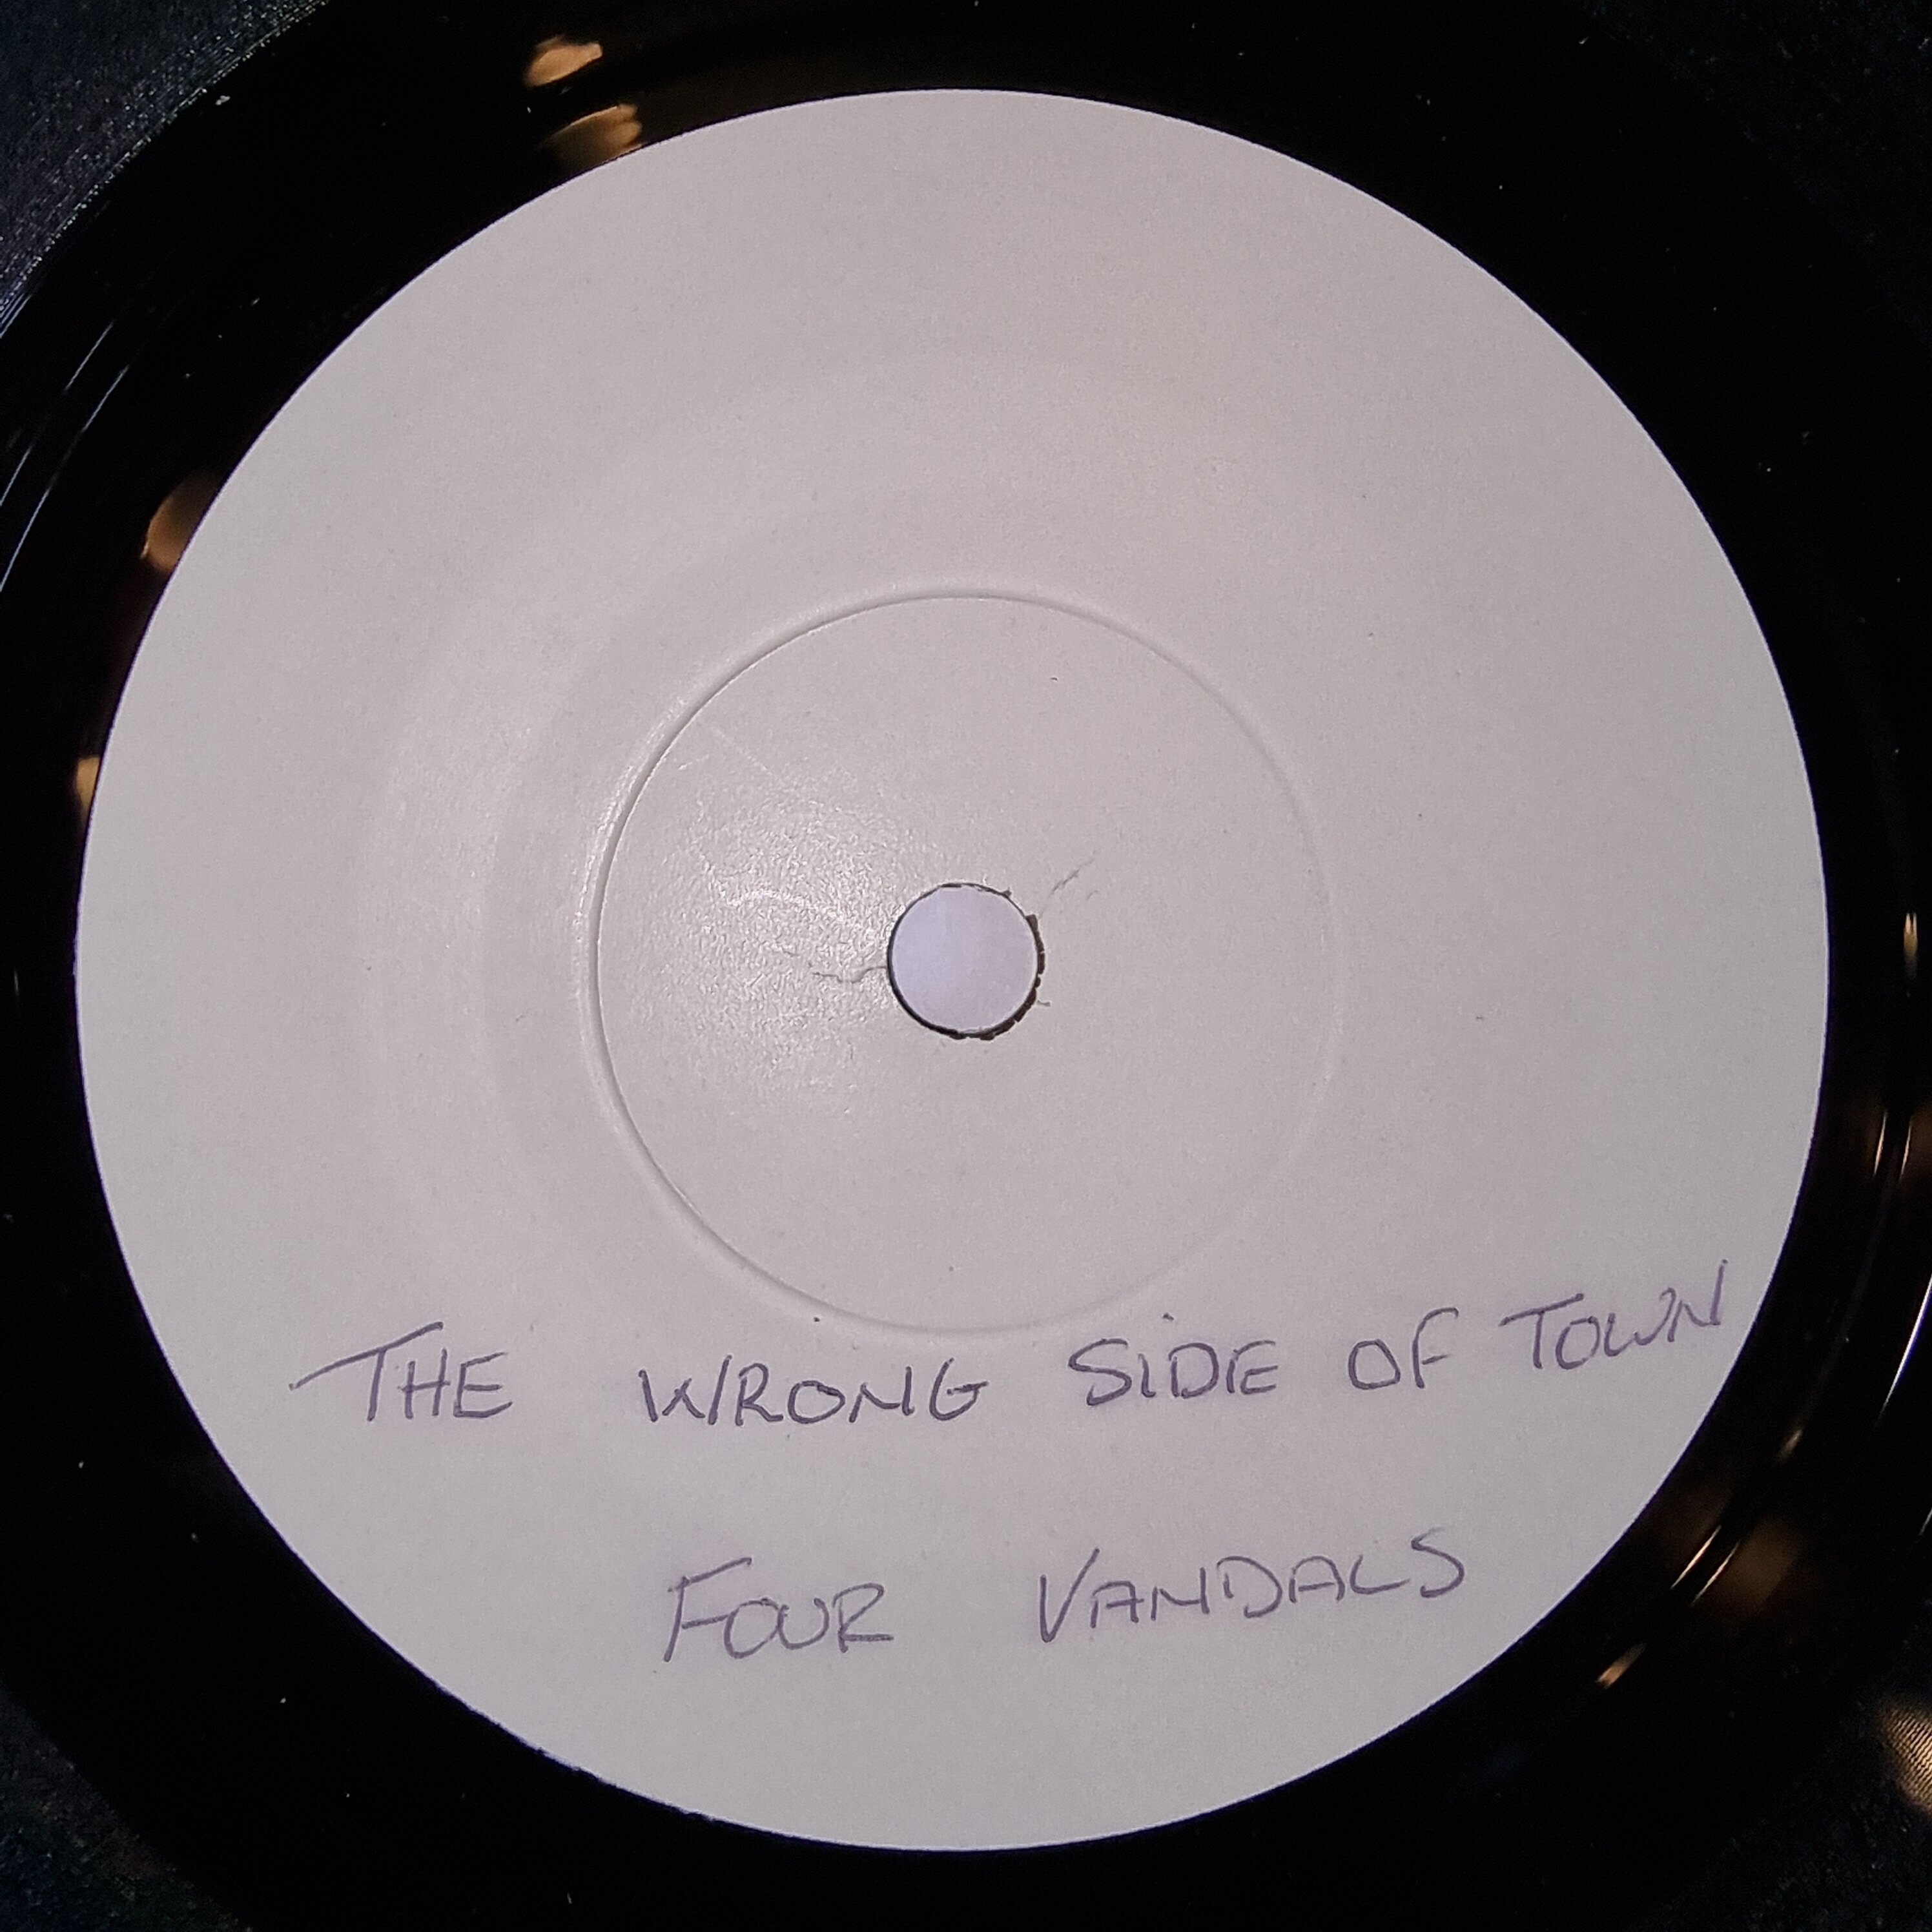 THE WRONG SiDE OF TOWN
FOUR VANDALS